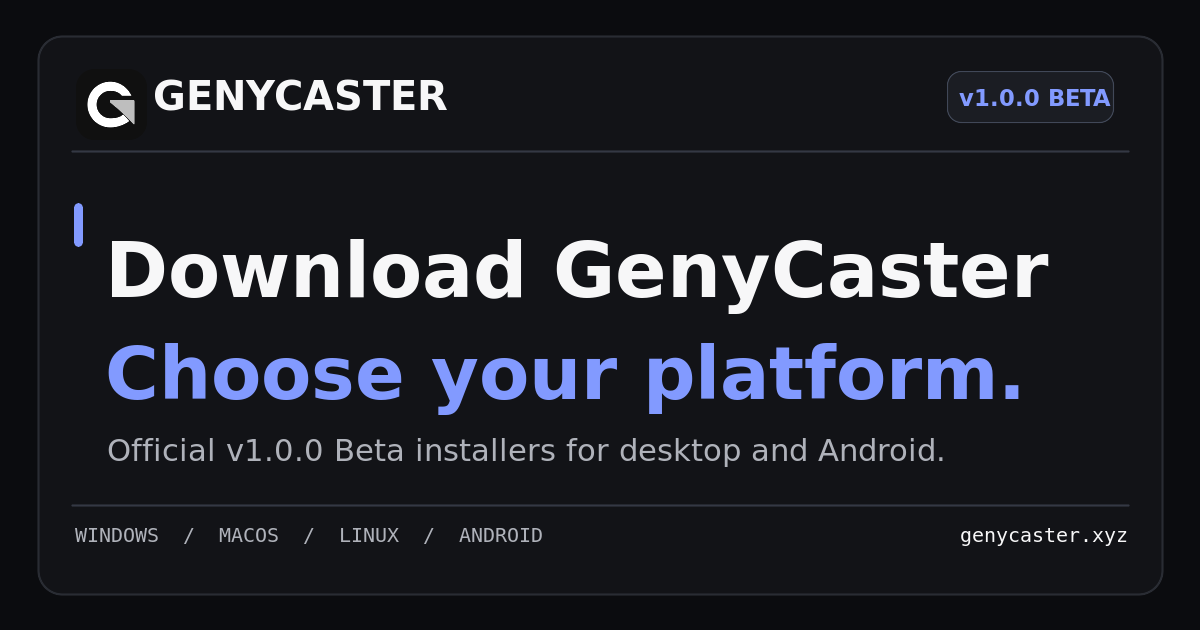 GENYCASTER
v1.0.0 BETA
Download GenyCaster
Choose your platform.
Official v1.0.0 Beta installers for desktop and Android.
WINDOWS / MACOS / LINUX / ANDROID
genycaster.xyz